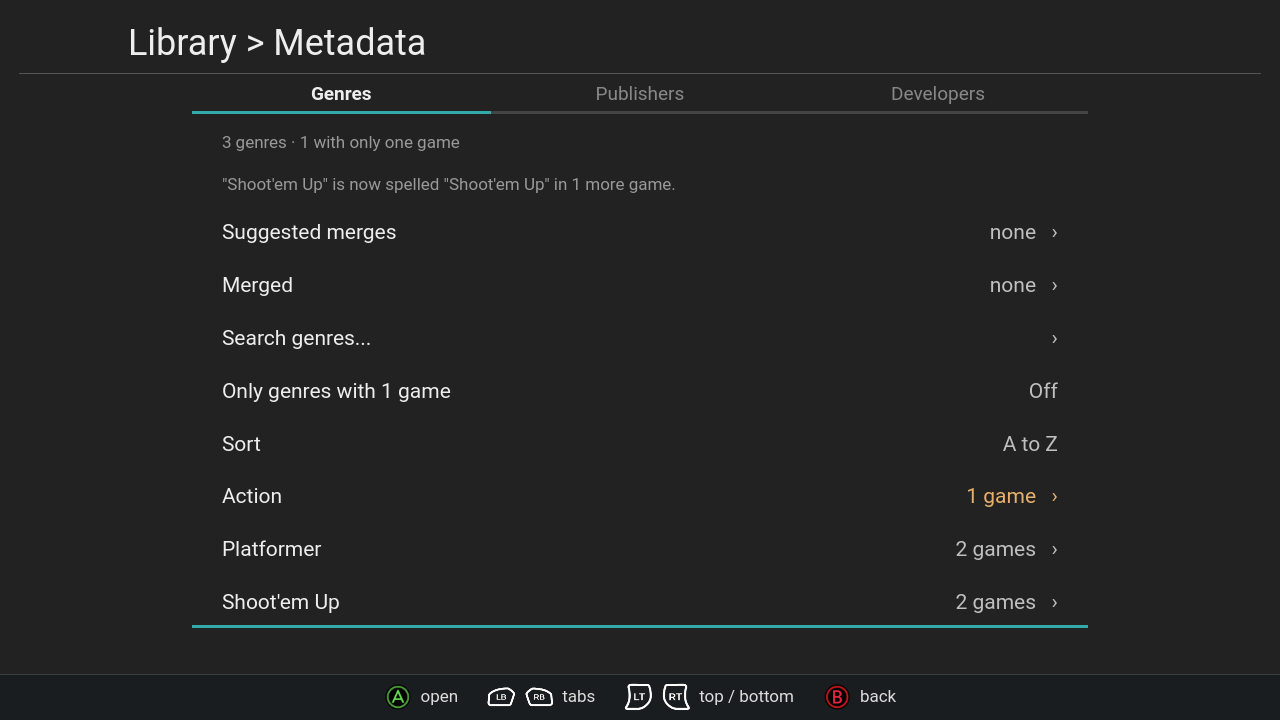 Library > Metadata
Genres Publishers Developers
3 genres · 1 with only one game
"Shoot'em Up" is now spelled "Shoot'em Up" in 1 more game.
Suggested merges none ›
Merged none ›
Search genres... ›
Only genres with 1 game Off
Sort A to Z
Action 1 game ›
Platformer 2 games ›
Shoot'em Up 2 games ›
A open LB RB tabs LT RT top / bottom B back